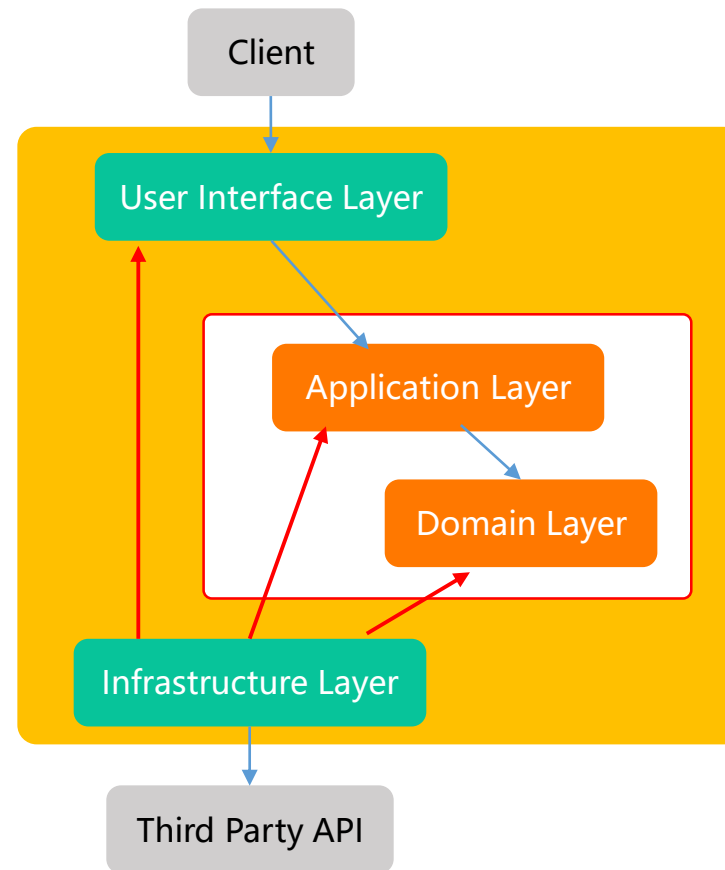 Client
User Interface Layer
Application Layer
Domain Layer
Infrastructure Layer
Third Party API